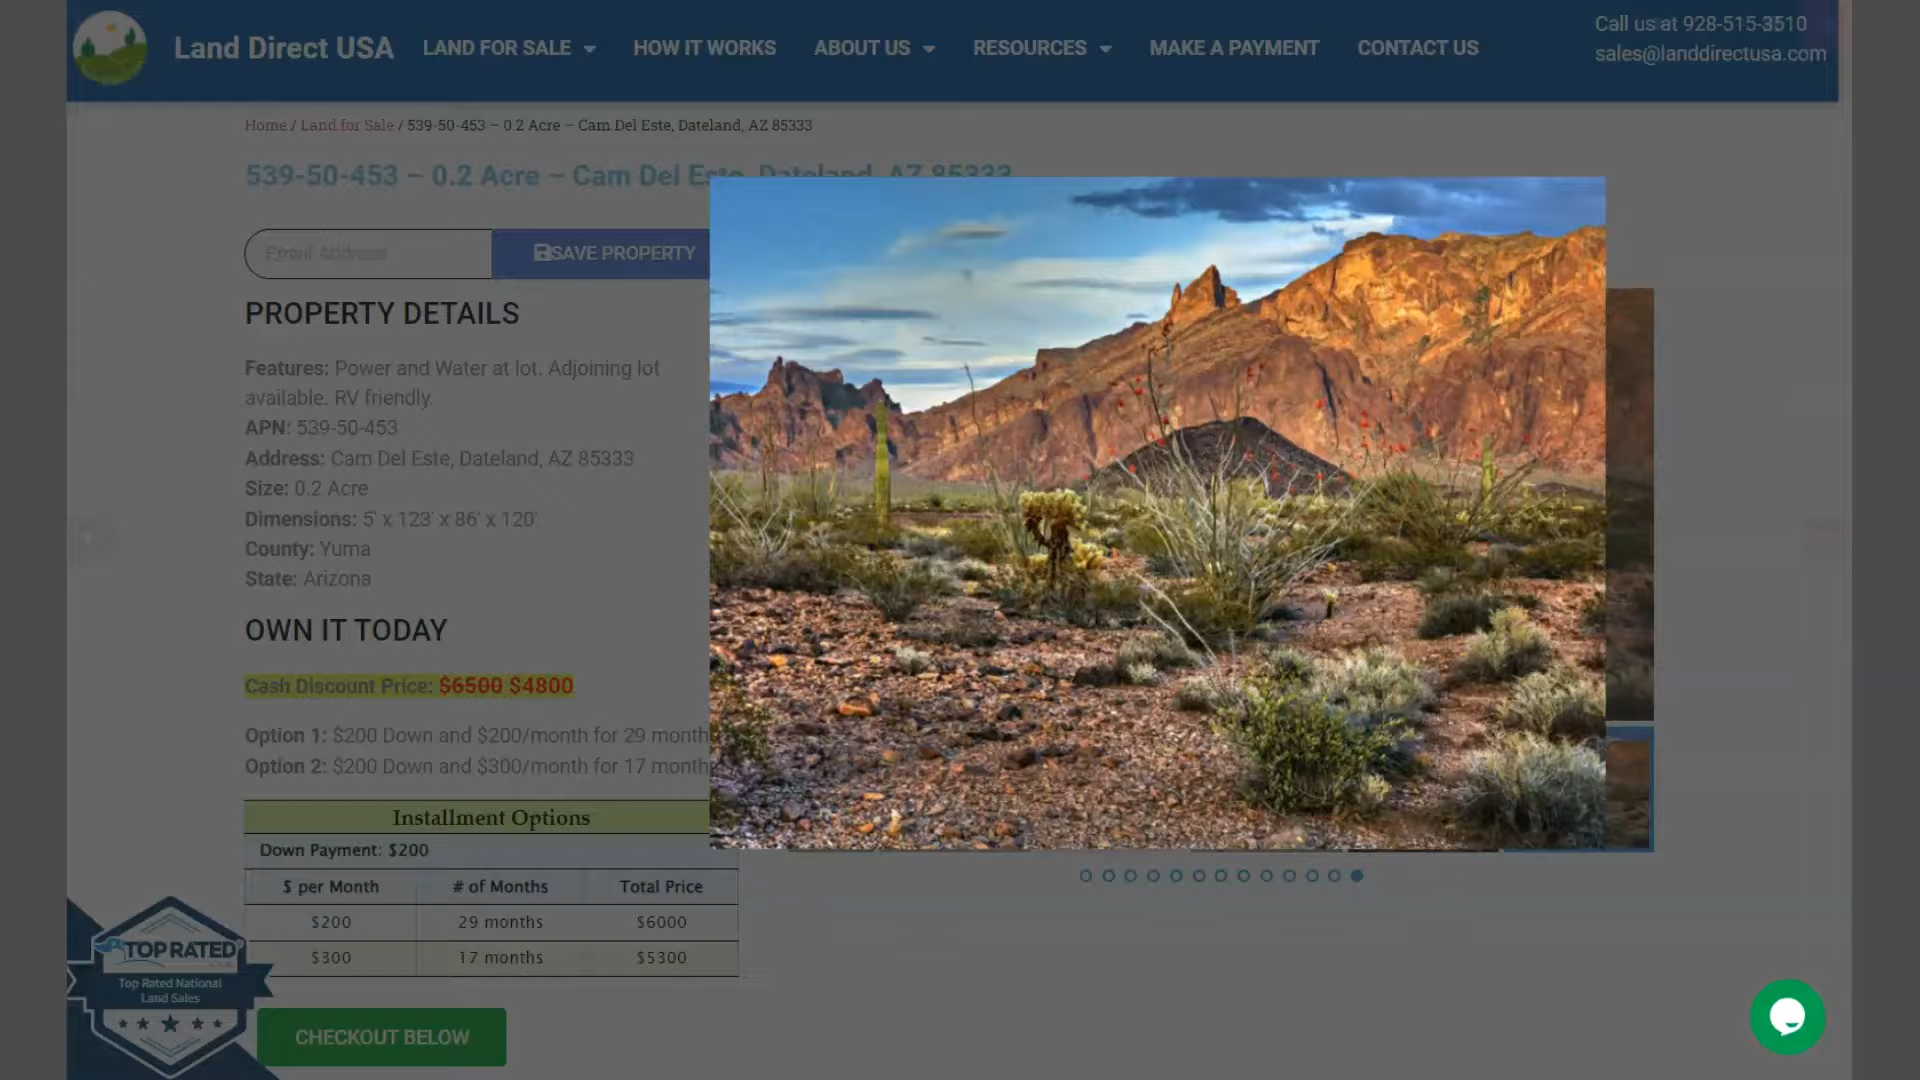 Land Direct USA
LAND FOR SALE
HOW IT WORKS
ABOUT US
RESOURCES
MAKE A PAYMENT
CONTACT US
Call us at 928-515-3510
sales@landdirectusa.com
Home / Land for Sale / 539-50-453 – 0.2 Acre – Cam Del Este, Dateland, AZ 85333
539-50-453 – 0.2 Acre – Cam Del Este, Dateland, AZ 85333
Email Address
SAVE PROPERTY
PROPERTY DETAILS
Features: Power and Water at lot. Adjoining lot
available. RV friendly.
APN: 539-50-453
Address: Cam Del Este, Dateland, AZ 85333
Size: 0.2 Acre
Dimensions: 5' x 123' x 86' x 120'
County: Yuma
State: Arizona
OWN IT TODAY
Cash Discount Price: $6500 $4800
Option 1: $200 Down and $200/month for 29 month
Option 2: $200 Down and $300/month for 17 month
Installment Options
Down Payment: $200
$ per Month # of Months Total Price
$200 29 months $6000
$300 17 months $5300
TOP RATED
Top Rated National
Land Sales
CHECKOUT BELOW